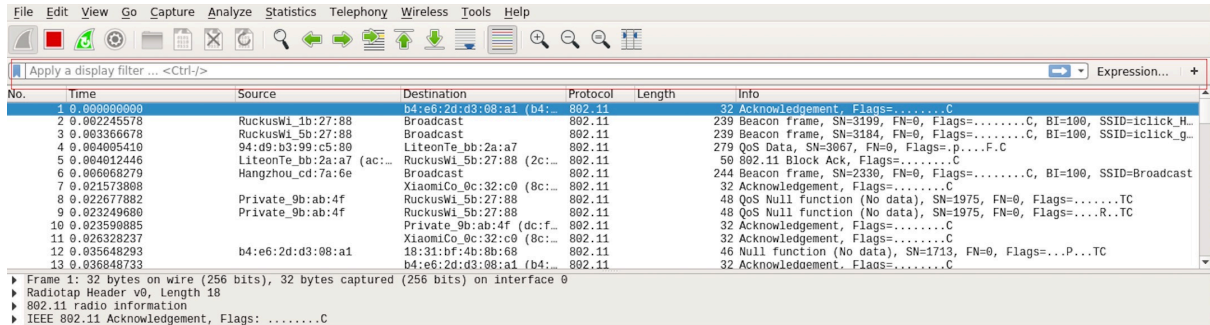 File Edit View Go Capture Analyze Statistics Telephony Wireless Tools Help
Apply a display filter ... <Ctrl-/> Expression... +
No. Time Source Destination Protocol Length Info
1 0.000000000 b4:e6:2d:d3:08:a1 (b4:… 802.11 32 Acknowledgement, Flags=........C
2 0.002245578 RuckusWi_1b:27:88 Broadcast 802.11 239 Beacon frame, SN=3199, FN=0, Flags=........C, BI=100, SSID=iclick_H…
3 0.003366678 RuckusWi_5b:27:88 Broadcast 802.11 239 Beacon frame, SN=3184, FN=0, Flags=........C, BI=100, SSID=iclick_g…
4 0.004005410 94:d9:b3:99:c5:80 LiteonTe_bb:2a:a7 802.11 279 QoS Data, SN=3067, FN=0, Flags=.p....F.C
5 0.004012446 LiteonTe_bb:2a:a7 (ac:… RuckusWi_5b:27:88 (2c:… 802.11 50 802.11 Block Ack, Flags=........C
6 0.006068279 Hangzhou_cd:7a:6e Broadcast 802.11 244 Beacon frame, SN=2330, FN=0, Flags=........C, BI=100, SSID=Broadcast
7 0.021573808 XiaomiCo_0c:32:c0 (8c:… 802.11 32 Acknowledgement, Flags=........C
8 0.022677882 Private_9b:ab:4f RuckusWi_5b:27:88 802.11 48 QoS Null function (No data), SN=1975, FN=0, Flags=.......TC
9 0.023249680 Private_9b:ab:4f RuckusWi_5b:27:88 802.11 48 QoS Null function (No data), SN=1975, FN=0, Flags=....R..TC
10 0.023590885 Private_9b:ab:4f (dc:f… 802.11 32 Acknowledgement, Flags=........C
11 0.026328237 XiaomiCo_0c:32:c0 (8c:… 802.11 32 Acknowledgement, Flags=........C
12 0.035648293 b4:e6:2d:d3:08:a1 18:31:bf:4b:8b:68 802.11 46 Null function (No data), SN=1713, FN=0, Flags=...P...TC
13 0.036848733 b4:e6:2d:d3:08:a1 (b4:… 802.11 32 Acknowledgement, Flags=........C
Frame 1: 32 bytes on wire (256 bits), 32 bytes captured (256 bits) on interface 0
Radiotap Header v0, Length 18
802.11 radio information
IEEE 802.11 Acknowledgement, Flags: ........C